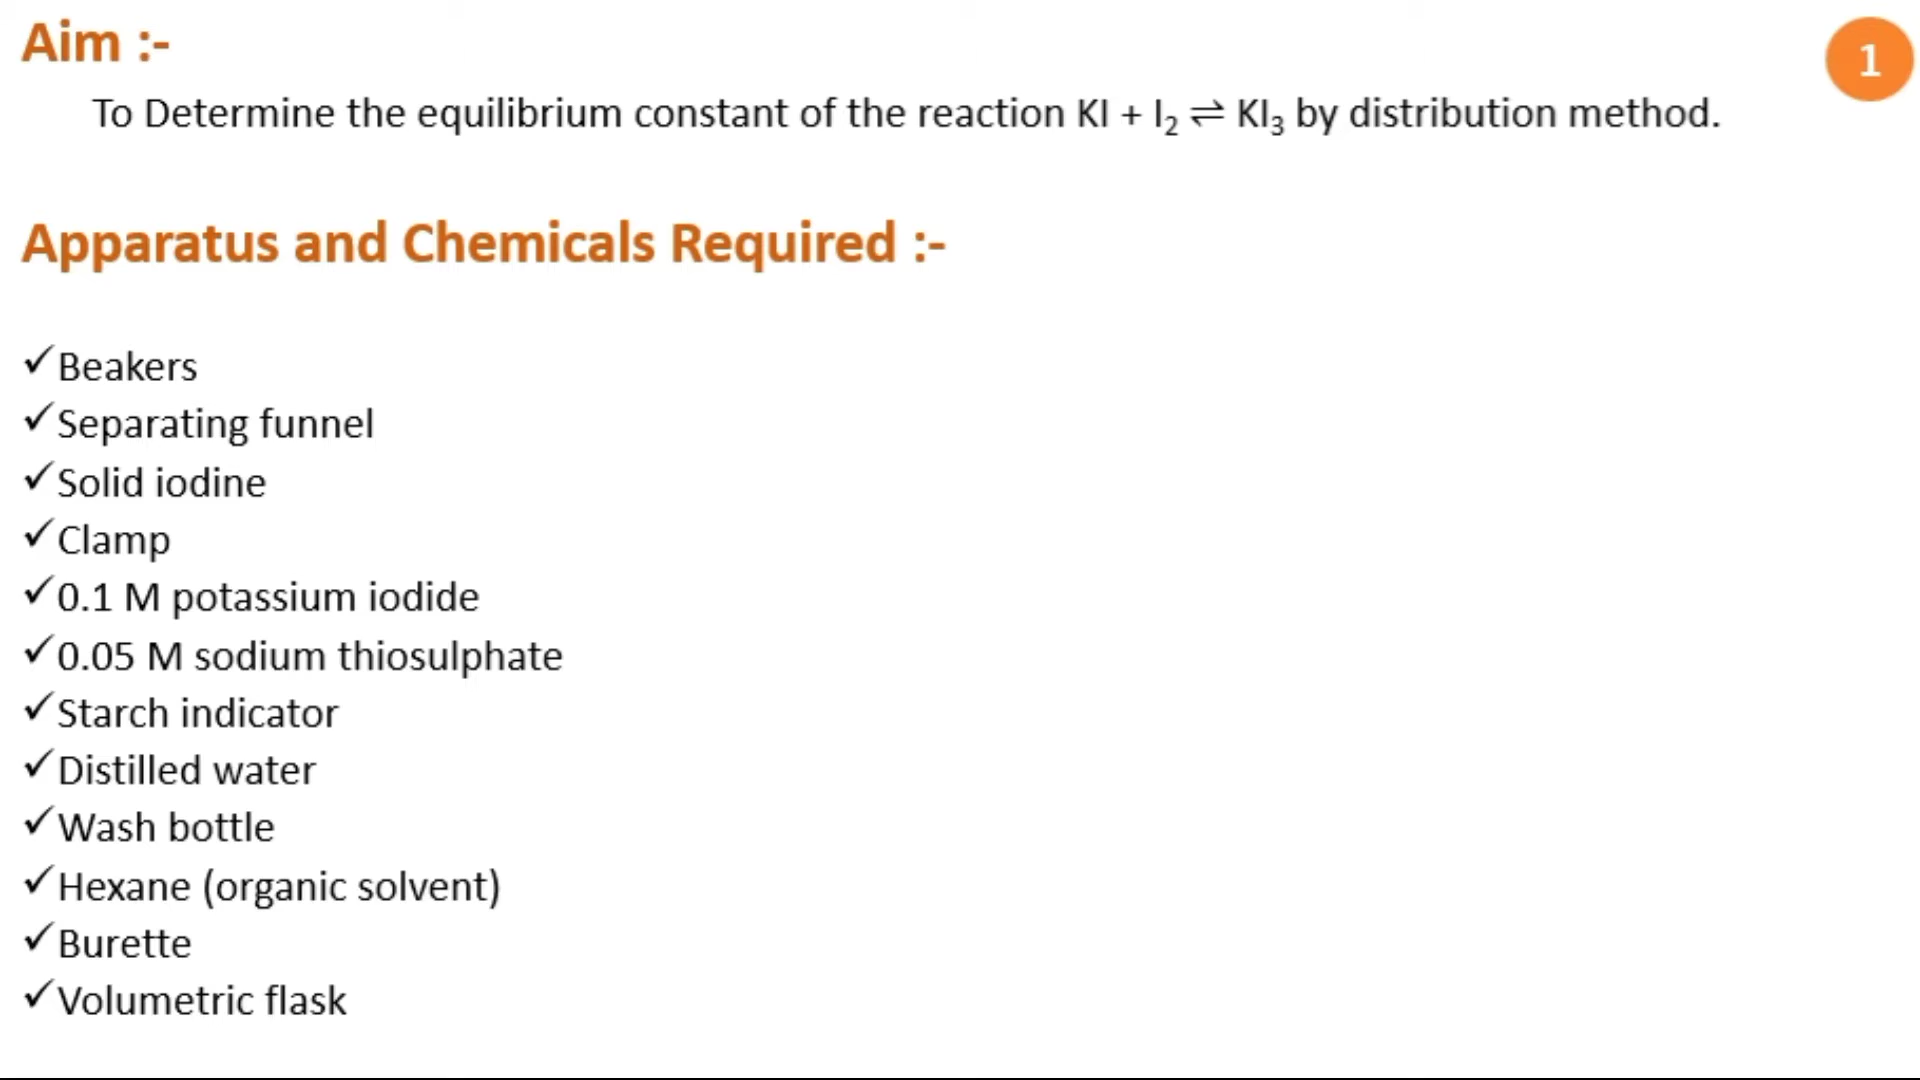 Aim :-
1
To Determine the equilibrium constant of the reaction KI + I₂ ⇌ KI₃ by distribution method.
Apparatus and Chemicals Required :-
✓Beakers
✓Separating funnel
✓Solid iodine
✓Clamp
✓0.1 M potassium iodide
✓0.05 M sodium thiosulphate
✓Starch indicator
✓Distilled water
✓Wash bottle
✓Hexane (organic solvent)
✓Burette
✓Volumetric flask